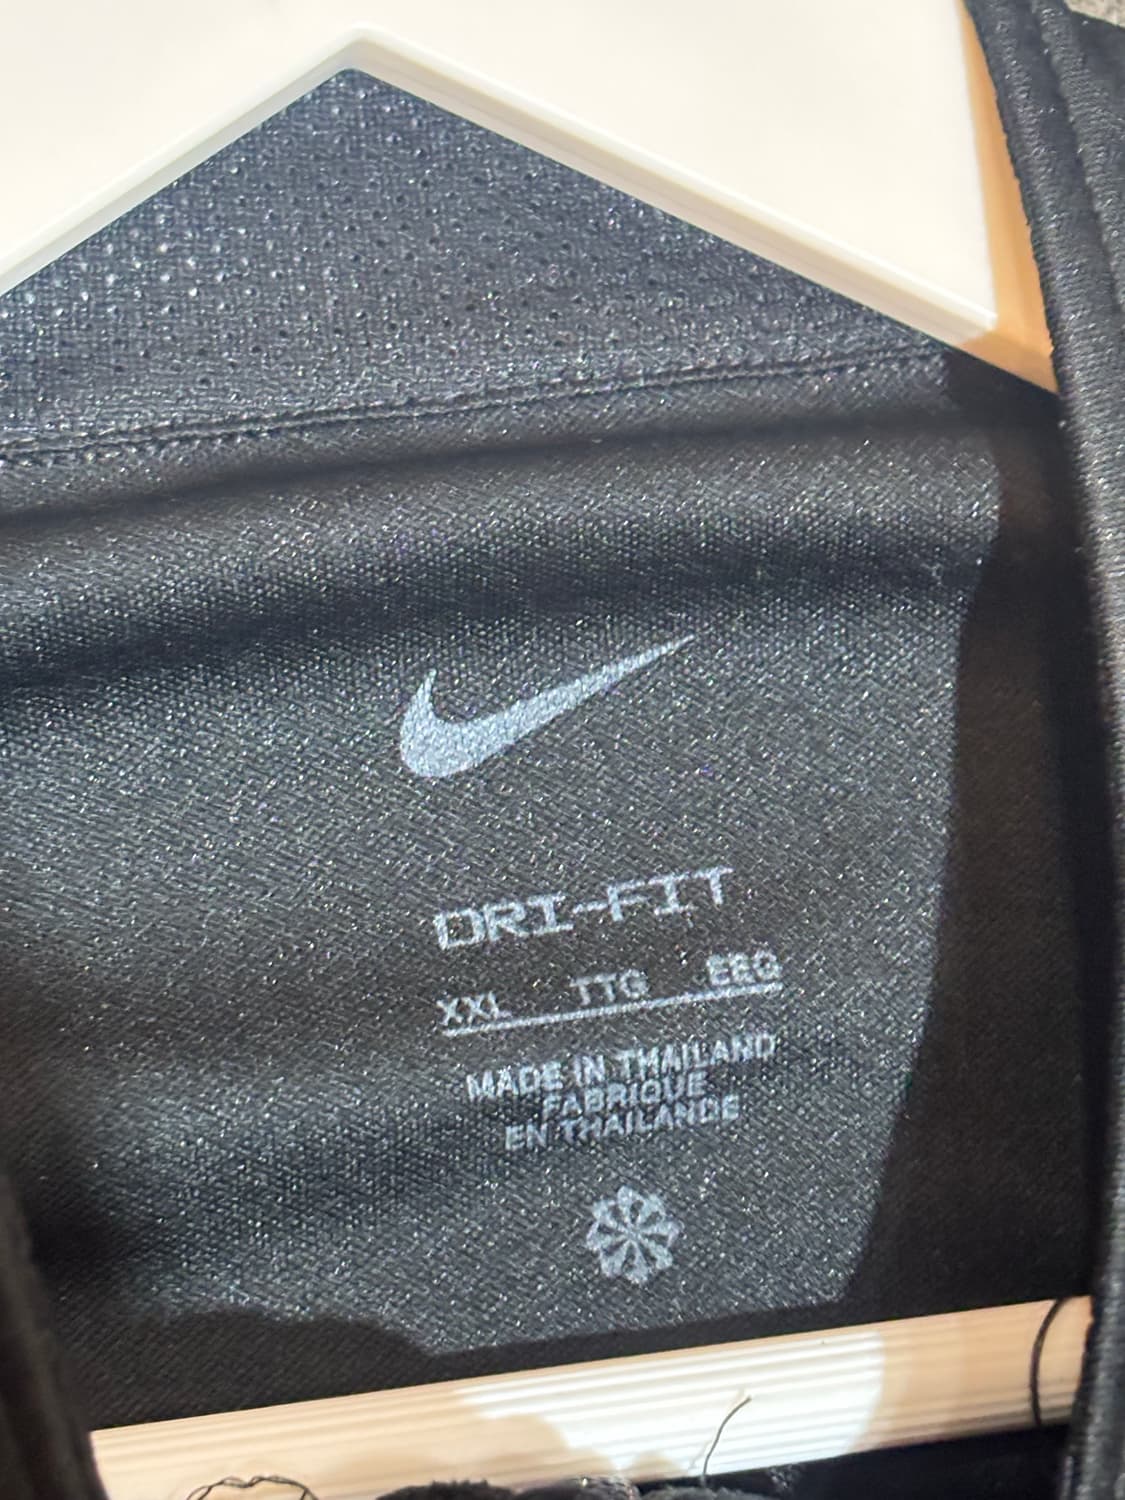 DRI-FIT
XXL TTG EEG
MADE IN THAILAND
FABRIQUE
EN THAILANDE